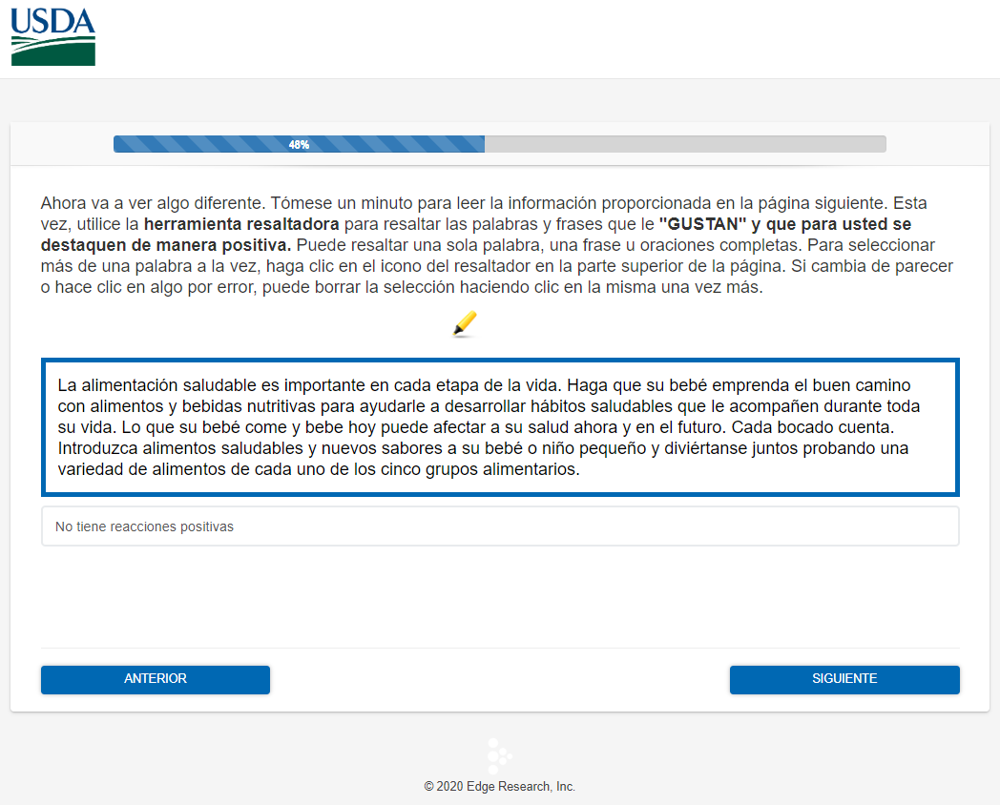 USDA
48%
Ahora va a ver algo diferente. Tómese un minuto para leer la información proporcionada en la página siguiente. Esta
vez, utilice la herramienta resaltadora para resaltar las palabras y frases que le "GUSTAN" y que para usted se
destaquen de manera positiva. Puede resaltar una sola palabra, una frase u oraciones completas. Para seleccionar
más de una palabra a la vez, haga clic en el icono del resaltador en la parte superior de la página. Si cambia de parecer
o hace clic en algo por error, puede borrar la selección haciendo clic en la misma una vez más.
La alimentación saludable es importante en cada etapa de la vida. Haga que su bebé emprenda el buen camino
con alimentos y bebidas nutritivas para ayudarle a desarrollar hábitos saludables que le acompañen durante toda
su vida. Lo que su bebé come y bebe hoy puede afectar a su salud ahora y en el futuro. Cada bocado cuenta.
Introduzca alimentos saludables y nuevos sabores a su bebé o niño pequeño y diviértanse juntos probando una
variedad de alimentos de cada uno de los cinco grupos alimentarios.
No tiene reacciones positivas
ANTERIOR
SIGUIENTE
© 2020 Edge Research, Inc.